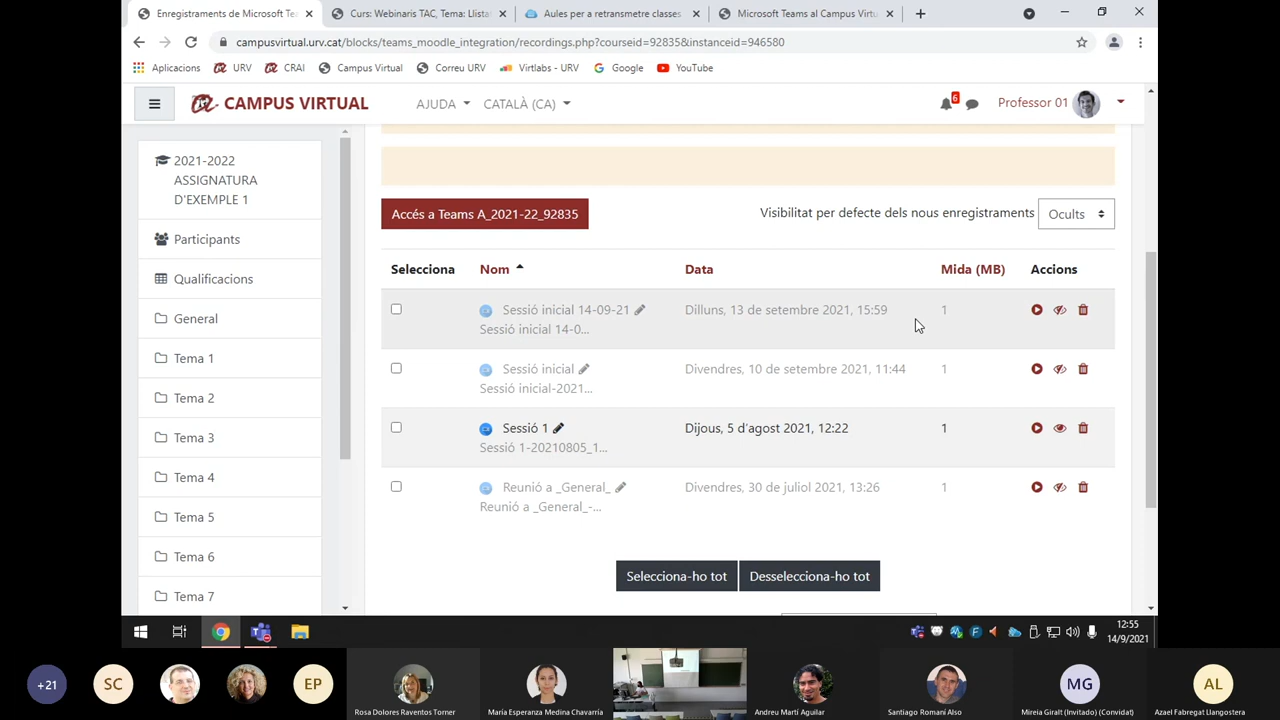 Enregistraments de Microsoft Tea
Curs: Webinaris TAC, Tema: Llista
Aules per a retransmetre classes
Microsoft Teams al Campus Virtu
campusvirtual.urv.cat/blocks/teams_moodle_integration/recordings.php?courseid=92835&instanceid=946580
Aplicacions
URV
CRAI
Campus Virtual
Correu URV
Virtlabs - URV
Google
YouTube
CAMPUS VIRTUAL
AJUDA
CATALÀ (CA)
6
Professor 01
2021-2022
ASSIGNATURA
D'EXEMPLE 1
Participants
Qualificacions
General
Tema 1
Tema 2
Tema 3
Tema 4
Tema 5
Tema 6
Tema 7
Accés a Teams A_2021-22_92835
Visibilitat per defecte dels nous enregistraments
Ocults
Selecciona Nom Data Mida (MB) Accions
Sessió inicial 14-09-21 Dilluns, 13 de setembre 2021, 15:59 1
Sessió inicial 14-0...
Sessió inicial Divendres, 10 de setembre 2021, 11:44 1
Sessió inicial-2021...
Sessió 1 Dijous, 5 d'agost 2021, 12:22 1
Sessió 1-20210805_1...
Reunió a _General_ Divendres, 30 de juliol 2021, 13:26 1
Reunió a _General_-...
Selecciona-ho tot
Desselecciona-ho tot
12:55
14/9/2021
+21
SC
EP
Rosa Dolores Raventos Torner
Maria Esperanza Medina Chavarria
Andreu Martí Aguilar
Santiago Romaní Also
MG
Mireia Giralt (Invitado) (Convidat)
AL
Azael Fabregat Llangostera